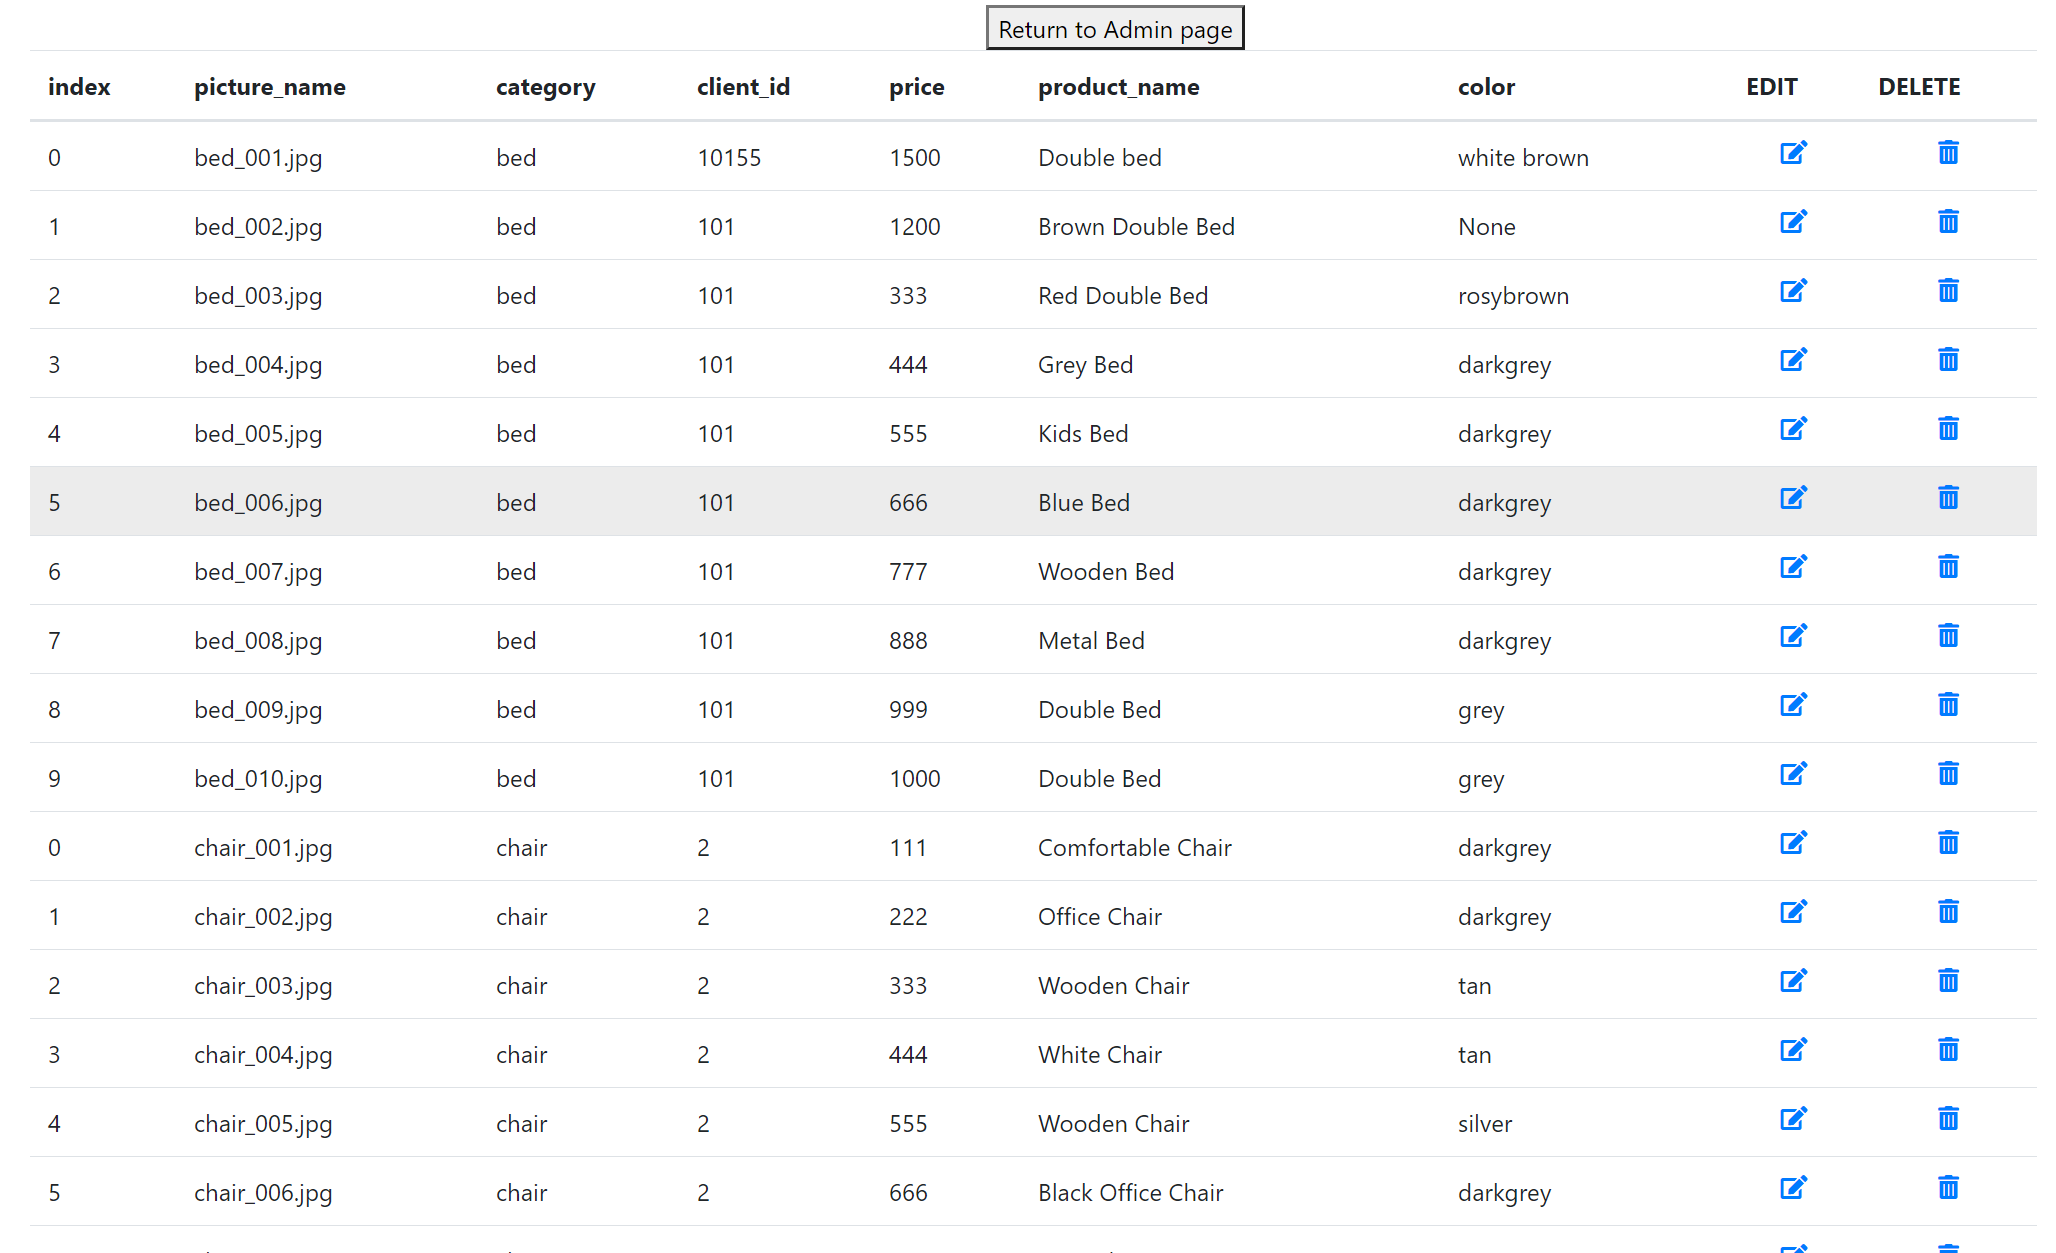 Return to Admin page
index picture_name category client_id price product_name color EDIT DELETE
0 bed_001.jpg bed 10155 1500 Double bed white brown
1 bed_002.jpg bed 101 1200 Brown Double Bed None
2 bed_003.jpg bed 101 333 Red Double Bed rosybrown
3 bed_004.jpg bed 101 444 Grey Bed darkgrey
4 bed_005.jpg bed 101 555 Kids Bed darkgrey
5 bed_006.jpg bed 101 666 Blue Bed darkgrey
6 bed_007.jpg bed 101 777 Wooden Bed darkgrey
7 bed_008.jpg bed 101 888 Metal Bed darkgrey
8 bed_009.jpg bed 101 999 Double Bed grey
9 bed_010.jpg bed 101 1000 Double Bed grey
0 chair_001.jpg chair 2 111 Comfortable Chair darkgrey
1 chair_002.jpg chair 2 222 Office Chair darkgrey
2 chair_003.jpg chair 2 333 Wooden Chair tan
3 chair_004.jpg chair 2 444 White Chair tan
4 chair_005.jpg chair 2 555 Wooden Chair silver
5 chair_006.jpg chair 2 666 Black Office Chair darkgrey